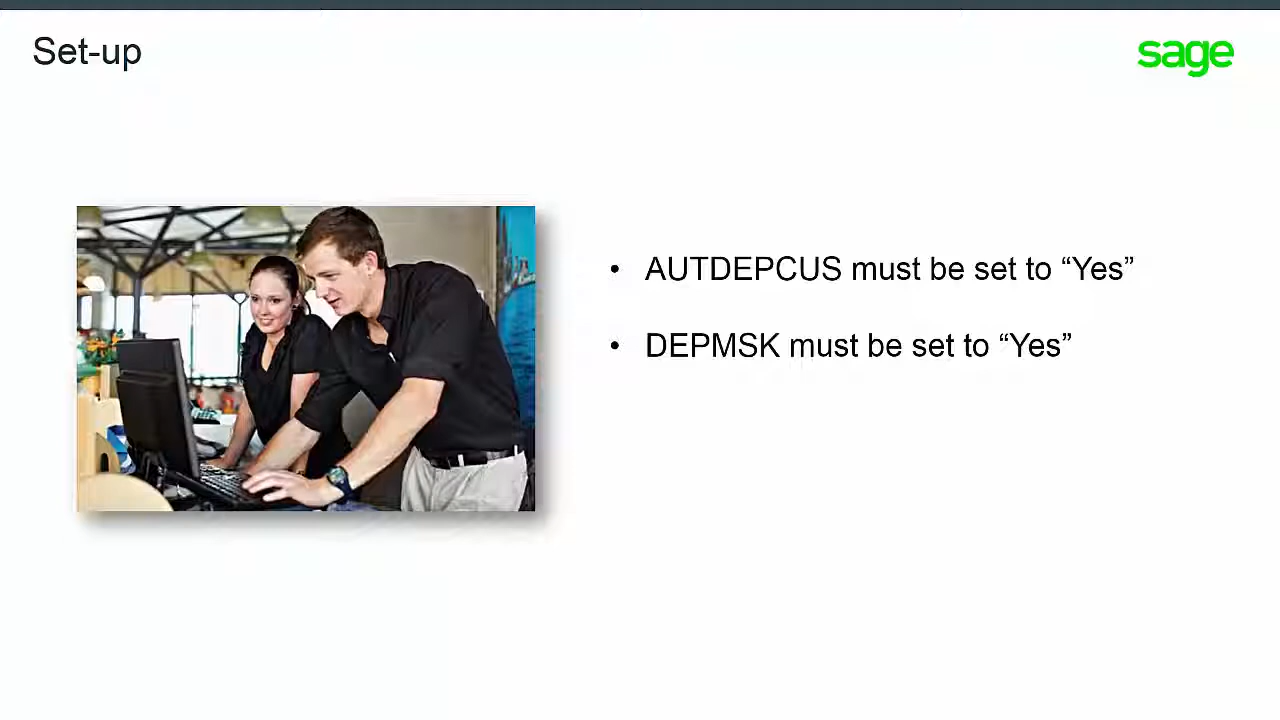 Set-up
sage
• AUTDEPCUS must be set to “Yes”
• DEPMSK must be set to “Yes”